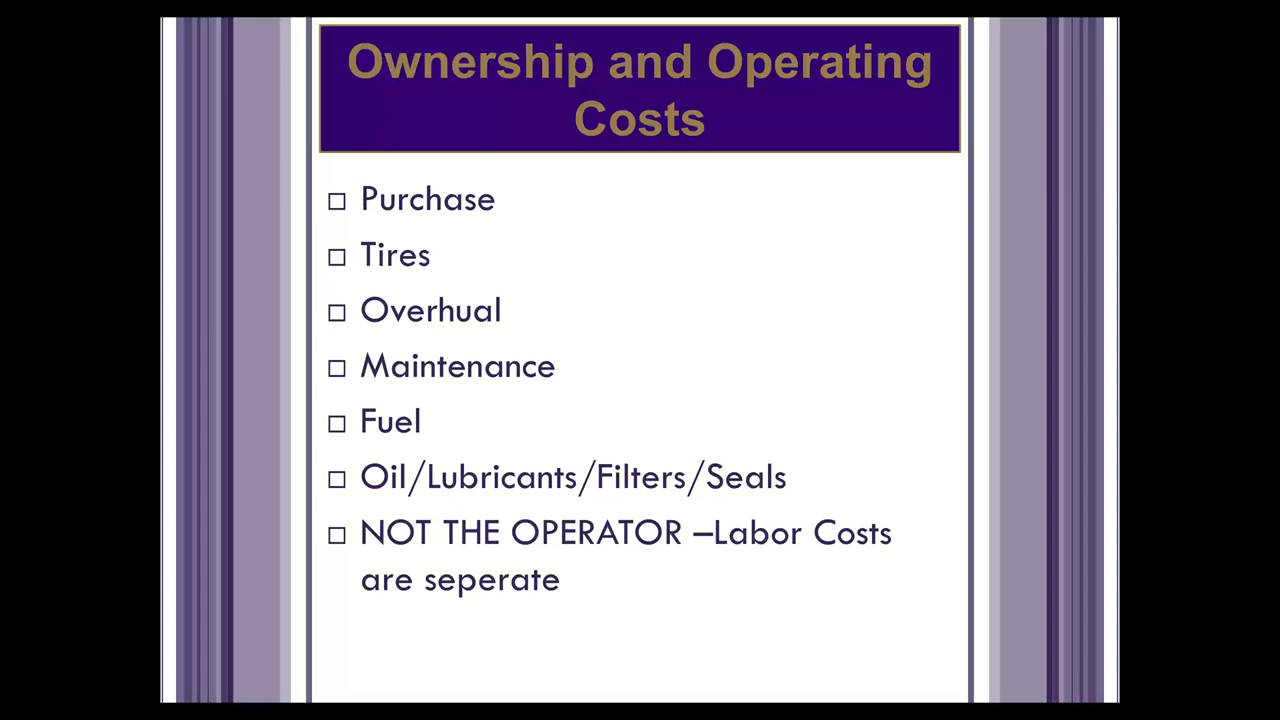 Ownership and Operating
Costs
Purchase
Tires
Overhual
Maintenance
Fuel
Oil/Lubricants/Filters/Seals
NOT THE OPERATOR –Labor Costs
are seperate